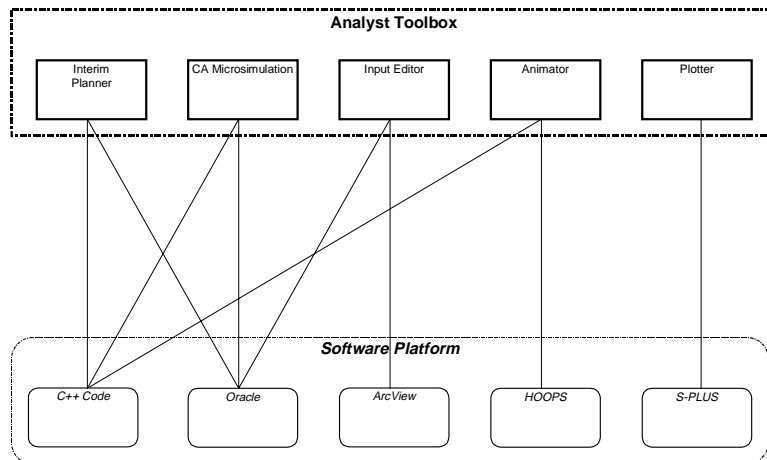 Analyst Toolbox
Interim
Planner
CA Microsimulation
Input Editor
Animator
Plotter
Software Platform
C++ Code
Oracle
ArcView
HOOPS
S-PLUS